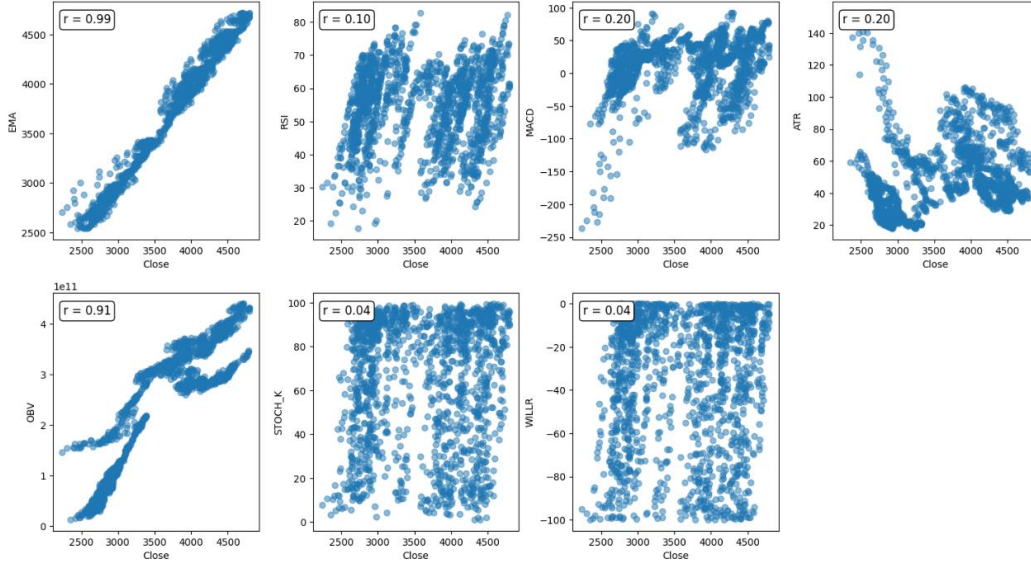 r = 0.99
4500
4000
3500
3000
2500
EMA
2500 3000 3500 4000 4500
Close
r = 0.10
80
70
60
50
40
30
20
RSI
2500 3000 3500 4000 4500
Close
r = 0.20
100
50
0
−50
−100
−150
−200
−250
MACD
2500 3000 3500 4000 4500
Close
r = 0.20
140
120
100
80
60
40
20
ATR
2500 3000 3500 4000 4500
Close
1e11
r = 0.91
4
3
2
1
0
OBV
2500 3000 3500 4000 4500
Close
r = 0.04
100
80
60
40
20
0
STOCH_K
2500 3000 3500 4000 4500
Close
r = 0.04
0
−20
−40
−60
−80
−100
WILLR
2500 3000 3500 4000 4500
Close